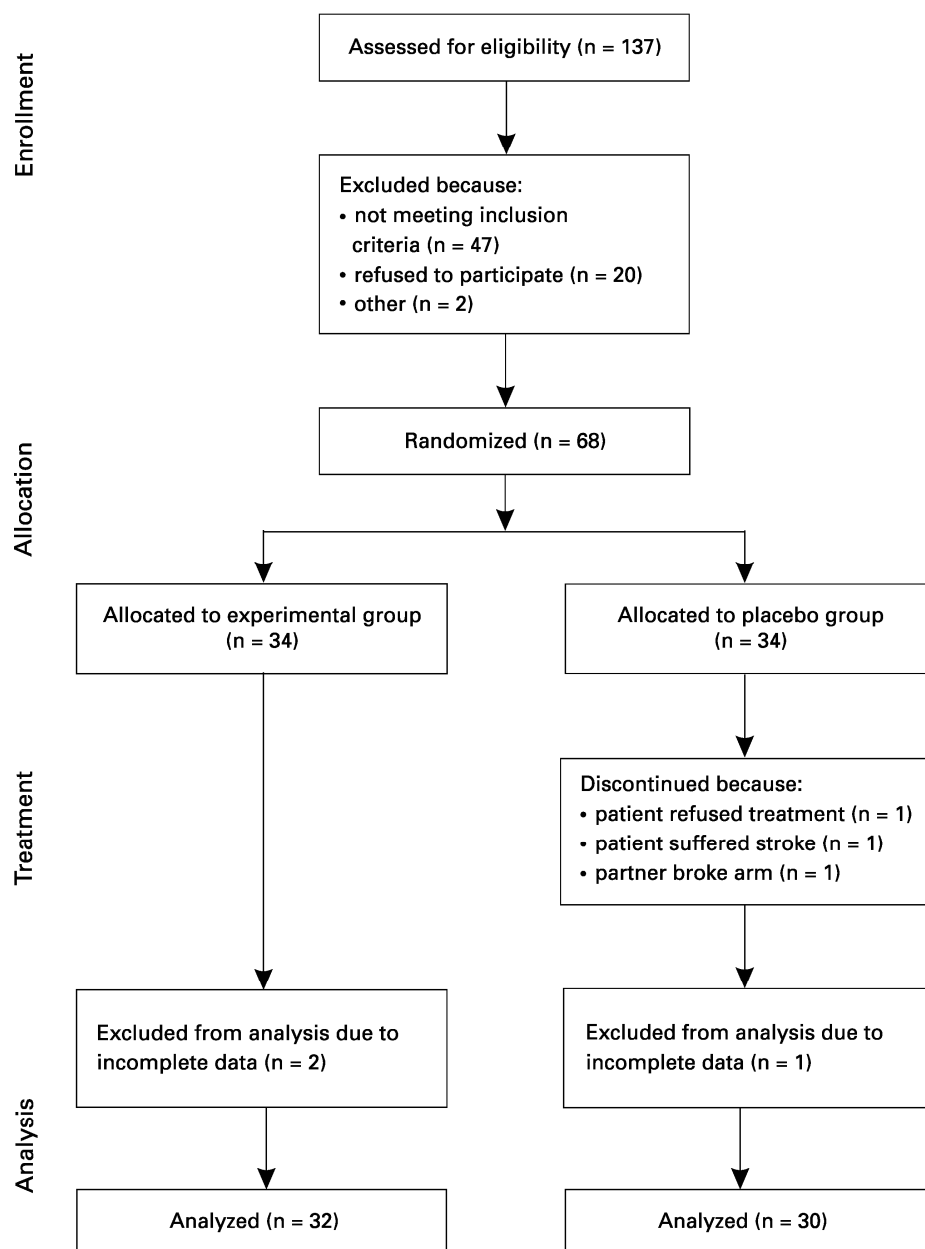 Enrollment
Assessed for eligibility (n = 137)
Excluded because:
• not meeting inclusion
criteria (n = 47)
• refused to participate (n = 20)
• other (n = 2)
Allocation
Randomized (n = 68)
Allocated to experimental group
(n = 34)
Allocated to placebo group
(n = 34)
Treatment
Discontinued because:
• patient refused treatment (n = 1)
• patient suffered stroke (n = 1)
• partner broke arm (n = 1)
Excluded from analysis due to
incomplete data (n = 2)
Excluded from analysis due to
incomplete data (n = 1)
Analysis
Analyzed (n = 32)
Analyzed (n = 30)